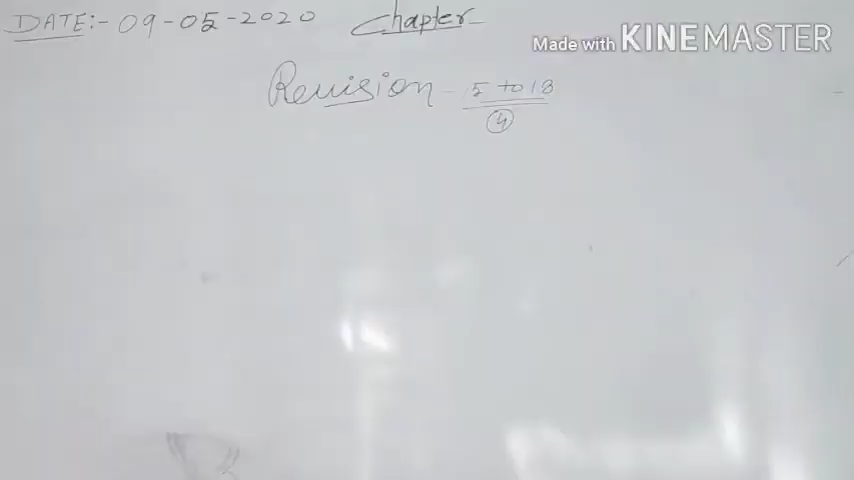 DATE:- 09-05-2020 Chapter
Made with KINEMASTER
Revision - 5 to 18
4